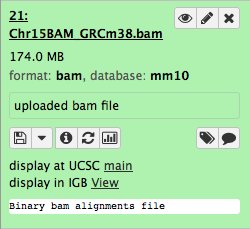 21:
Chr15BAM_GRCm38.bam
174.0 MB
format: bam, database: mm10
uploaded bam file
display at UCSC main
display in IGB View
Binary bam alignments file